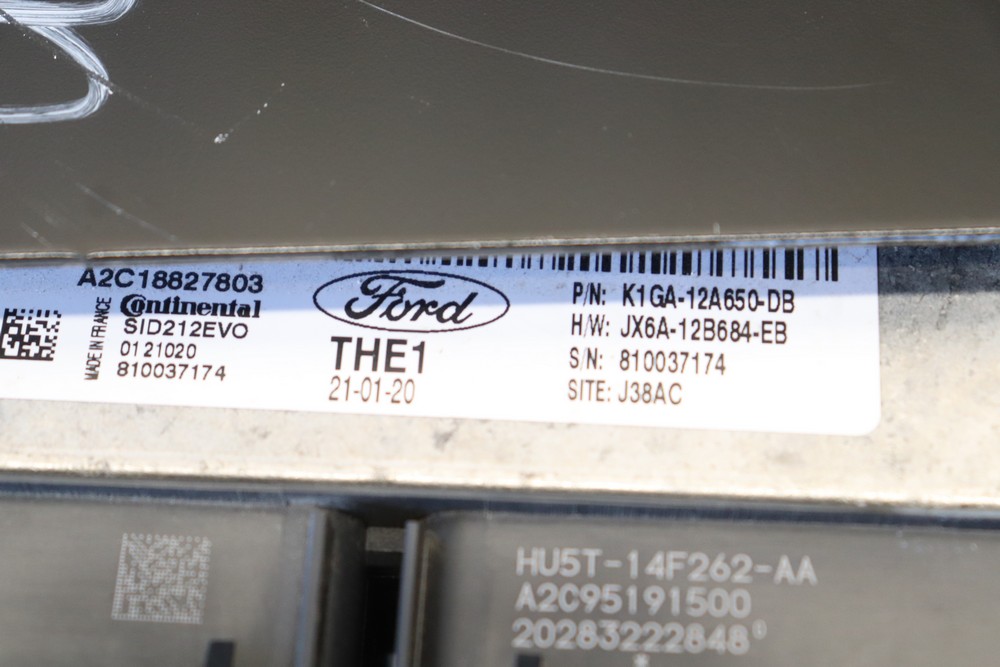 A2C18827803
Continental
SID212EVO
0121020
810037174
MADE IN FRANCE
Ford
THE1
21-01-20
P/N: K1GA-12A650-DB
H/W: JX6A-12B684-EB
S/N: 810037174
SITE: J38AC
HU5T-14F262-AA
A2C95191500
20283222848